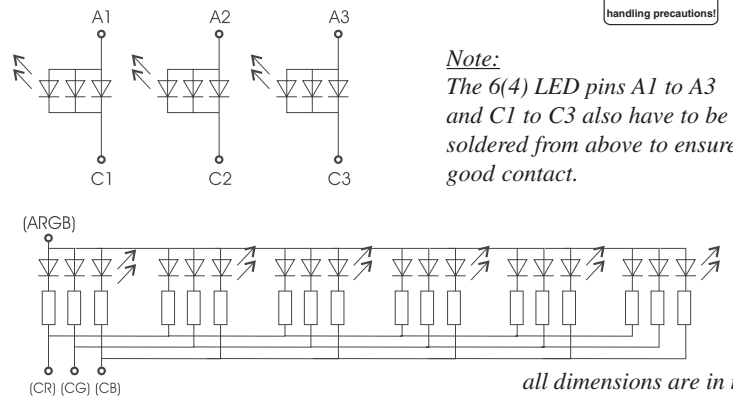 handling precautions!
A1 A2 A3
Note:
The 6(4) LED pins A1 to A3
and C1 to C3 also have to be
soldered from above to ensure
good contact.
C1 C2 C3
(ARGB)
(CR) (CG) (CB)
all dimensions are in